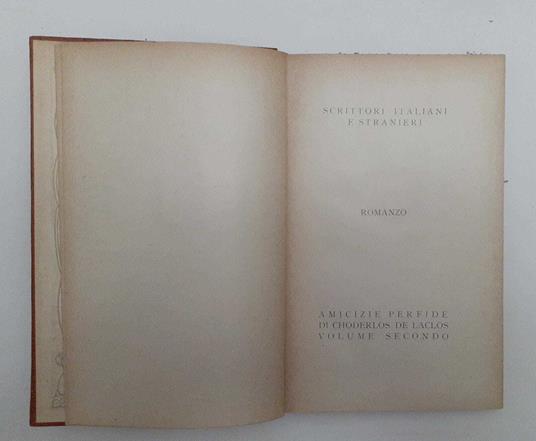 SCRITTORI ITALIANI
E STRANIERI
ROMANZO
AMICIZIE PERFIDE
DI CHODERLOS DE LACLOS
VOLUME SECONDO